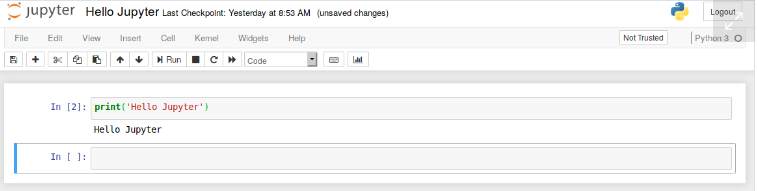 jupyter Hello Jupyter Last Checkpoint: Yesterday at 8:53 AM (unsaved changes) Logout
File Edit View Insert Cell Kernel Widgets Help Not Trusted Python 3
Run Code
In [2]: print('Hello Jupyter')
Hello Jupyter
In [ ]: